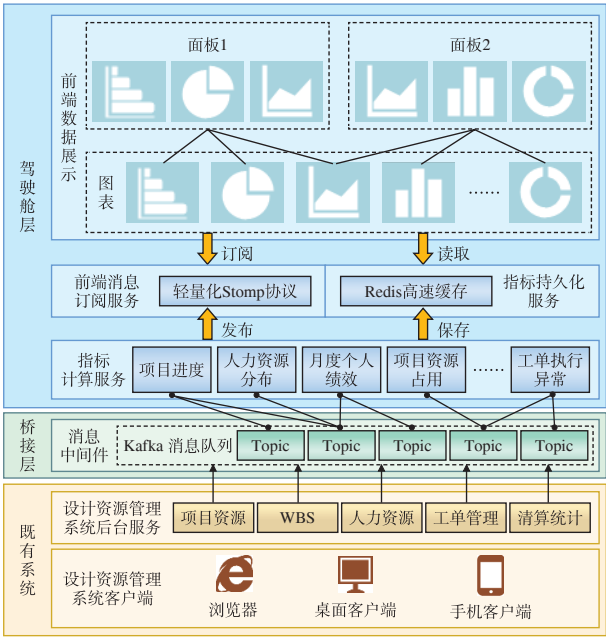 面板1
面板2
前端数据展示
图表
……
驾驶舱层
订阅
读取
前端消息
订阅服务
轻量化Stomp协议
Redis高速缓存
指标持久化
服务
发布
保存
指标
计算服务
项目进度
人力资源
分布
月度个人
绩效
项目资源
占用
……
工单执行
异常
桥接层
消息
中间件
Kafka 消息队列
Topic
Topic
Topic
Topic
Topic
既有系统
设计资源管理
系统后台服务
项目资源
WBS
人力资源
工单管理
清算统计
设计资源管理
系统客户端
浏览器
桌面客户端
手机客户端